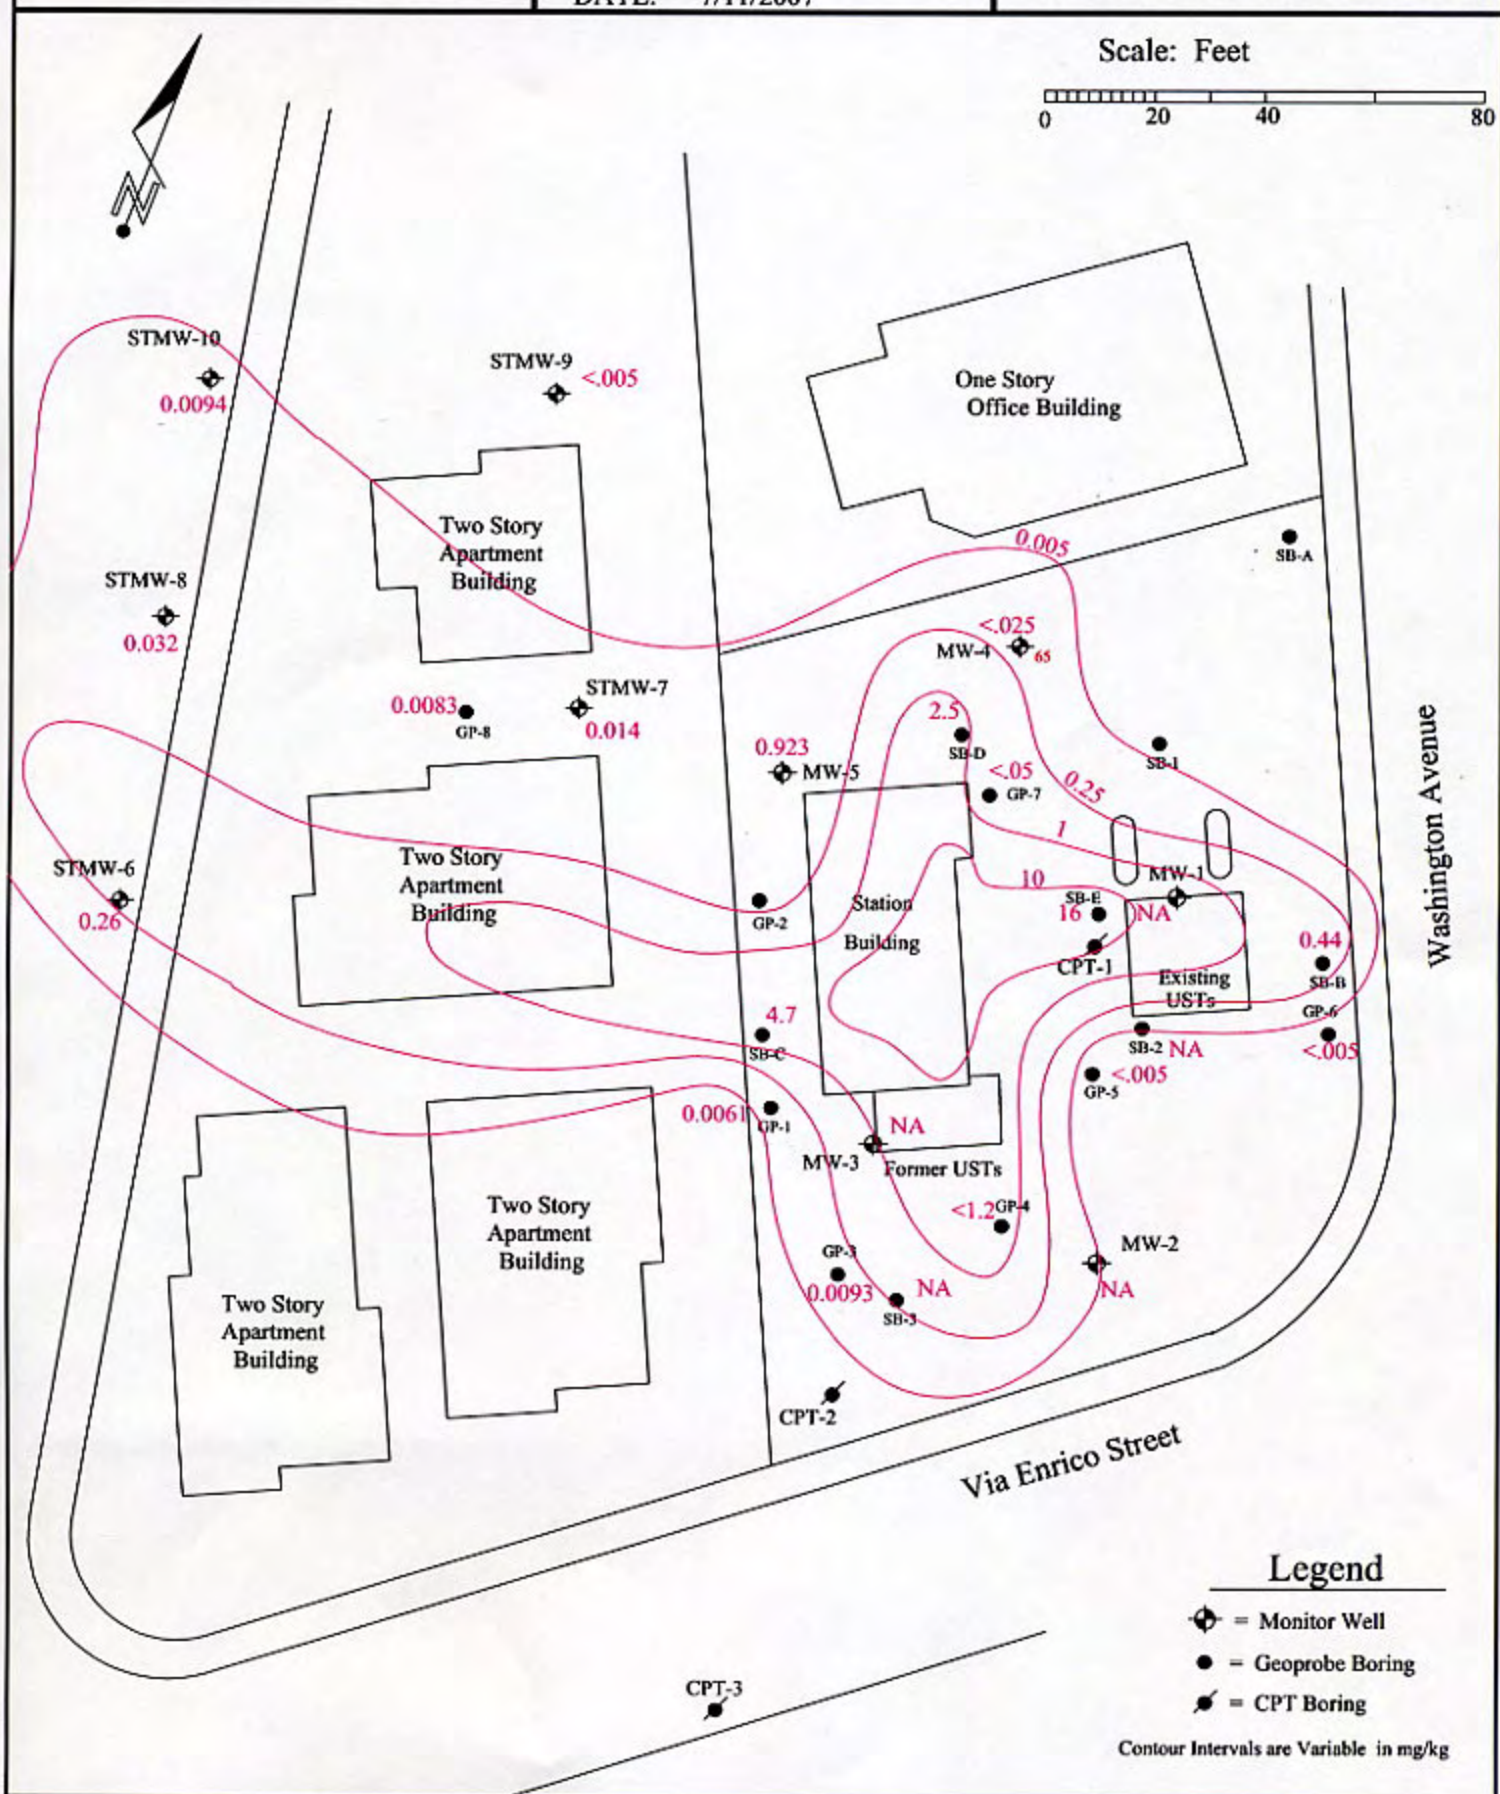 Scale: Feet
0 20 40 80
N
STMW-10
0.0094
STMW-9
<.005
One Story
Office Building
Two Story
Apartment
Building
0.005
SB-A
STMW-8
0.032
<.025
MW-4
65
0.0083
GP-8
STMW-7
0.014
2.5
SB-D
0.923
MW-5
<.05
GP-7
SB-1
0.25
1
Washington Avenue
STMW-6
0.26
Two Story
Apartment
Building
GP-2
Station
Building
10
MW-1
SB-E
16
NA
CPT-1
Existing
USTs
0.44
SB-B
GP-6
<.005
4.7
SB-C
SB-2
NA
<.005
GP-5
0.0061
GP-1
NA
MW-3
Former USTs
<1.2
GP-4
MW-2
NA
Two Story
Apartment
Building
GP-3
0.0093
NA
SB-3
Two Story
Apartment
Building
CPT-2
Via Enrico Street
CPT-3
Legend
= Monitor Well
= Geoprobe Boring
= CPT Boring
Contour Intervals are Variable in mg/kg